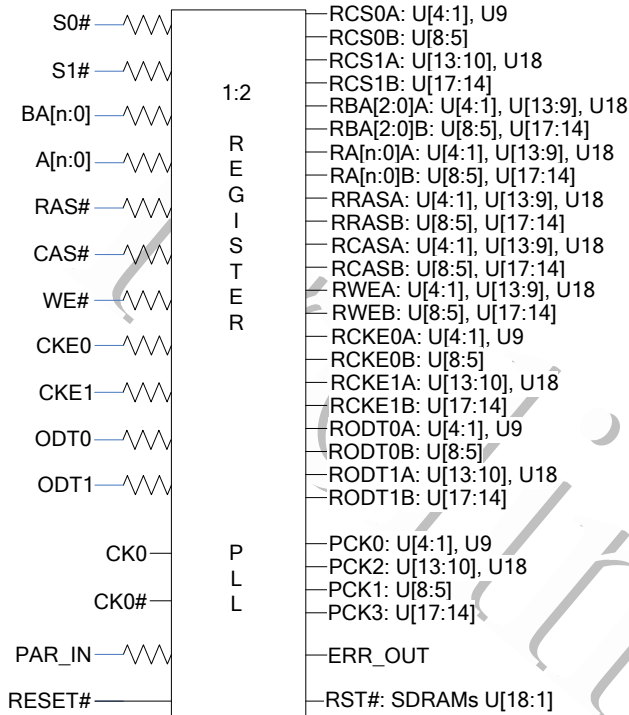 S0#
S1#
BA[n:0]
A[n:0]
RAS#
CAS#
WE#
CKE0
CKE1
ODT0
ODT1
CK0
CK0#
PAR_IN
RESET#
1:2
REGISTER
PLL
RCS0A: U[4:1], U9
RCS0B: U[8:5]
RCS1A: U[13:10], U18
RCS1B: U[17:14]
RBA[2:0]A: U[4:1], U[13:9], U18
RBA[2:0]B: U[8:5], U[17:14]
RA[n:0]A: U[4:1], U[13:9], U18
RA[n:0]B: U[8:5], U[17:14]
RRASA: U[4:1], U[13:9], U18
RRASB: U[8:5], U[17:14]
RCASA: U[4:1], U[13:9], U18
RCASB: U[8:5], U[17:14]
RWEA: U[4:1], U[13:9], U18
RWEB: U[8:5], U[17:14]
RCKE0A: U[4:1], U9
RCKE0B: U[8:5]
RCKE1A: U[13:10], U18
RCKE1B: U[17:14]
RODT0A: U[4:1], U9
RODT0B: U[8:5]
RODT1A: U[13:10], U18
RODT1B: U[17:14]
PCK0: U[4:1], U9
PCK2: U[13:10], U18
PCK1: U[8:5]
PCK3: U[17:14]
ERR_OUT
RST#: SDRAMs U[18:1]